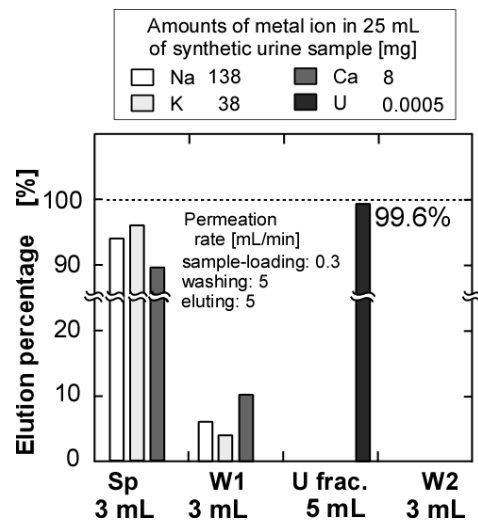 Amounts of metal ion in 25 mL
of synthetic urine sample [mg]
Na 138 Ca 8
K 38 U 0.0005
Elution percentage [%]
100
90
20
10
0
99.6%
Permeation
rate [mL/min]
sample-loading: 0.3
washing: 5
eluting: 5
Sp W1 U frac. W2
3 mL 3 mL 5 mL 3 mL